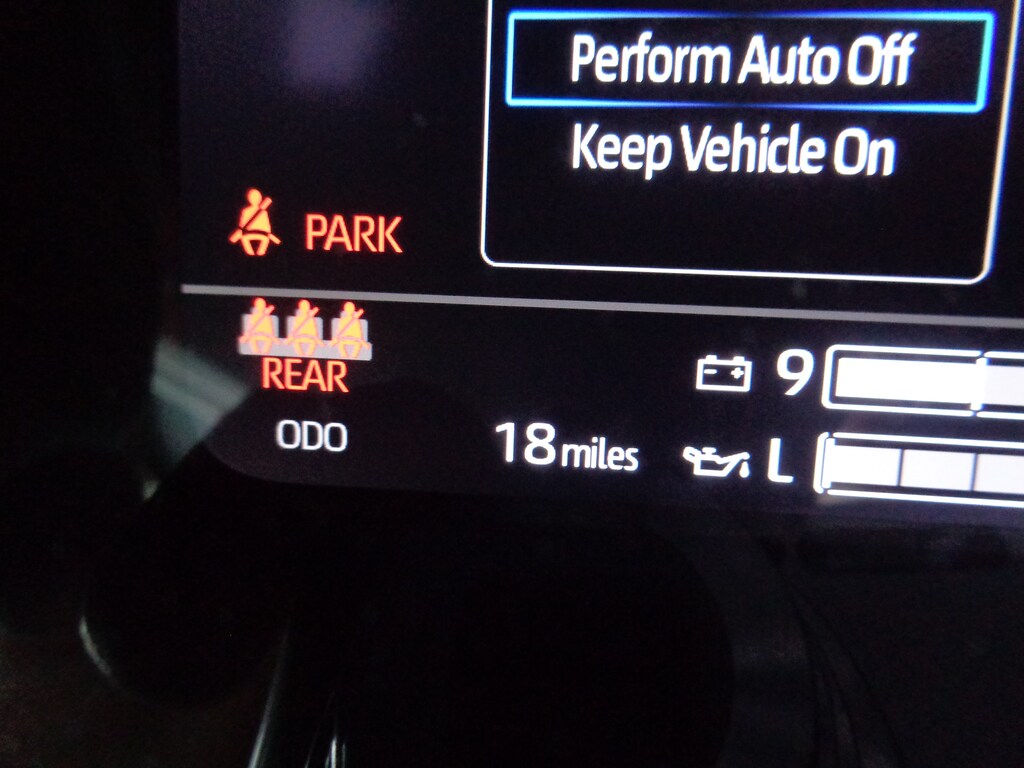 Perform Auto Off
Keep Vehicle On
PARK
REAR
ODO 18 miles
9
L